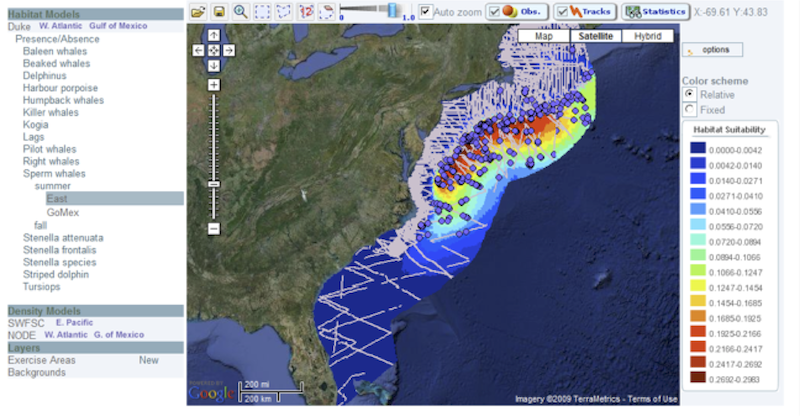 Habitat Models
Duke W. Atlantic Gulf of Mexico
Presence/Absence
Baleen whales
Beaked whales
Delphinus
Harbour porpoise
Humpback whales
Killer whales
Kogia
Lags
Pilot whales
Right whales
Sperm whales
summer
East
GoMex
fall
Stenella attenuata
Stenella frontalis
Stenella species
Striped dolphin
Tursiops
Density Models
SWFSC E. Pacific
NODE W. Atlantic G. of Mexico
Layers
Exercise Areas New
Backgrounds
0 1.0
Auto zoom
Obs.
Tracks
Statistics
X:-69.61 Y:43.83
Map Satellite Hybrid
POWERED BY
Google
200 mi
200 km
Imagery ©2009 TerraMetrics - Terms of Use
options
Color scheme
Relative
Fixed
Habitat Suitability
0.0000-0.0042
0.0042-0.0140
0.0140-0.0271
0.0271-0.0410
0.0410-0.0556
0.0556-0.0720
0.0720-0.0894
0.0894-0.1066
0.1066-0.1247
0.1247-0.1454
0.1454-0.1685
0.1685-0.1925
0.1925-0.2166
0.2166-0.2417
0.2417-0.2692
0.2692-0.2983